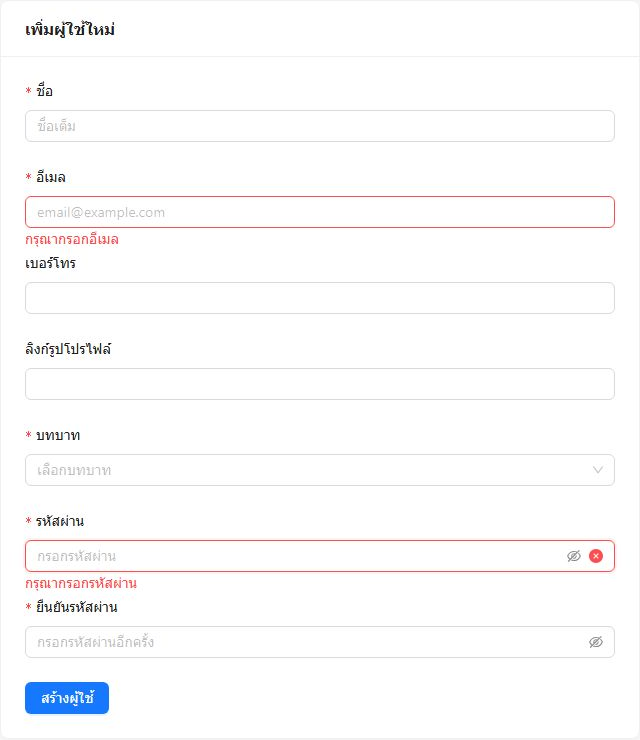 เพิ่มผู้ใช้ใหม่
* ชื่อ
ชื่อเต็ม
* อีเมล
email@example.com
กรุณากรอกอีเมล
เบอร์โทร
ลิงก์รูปโปรไฟล์
* บทบาท
เลือกบทบาท
* รหัสผ่าน
กรอกรหัสผ่าน
กรุณากรอกรหัสผ่าน
* ยืนยันรหัสผ่าน
กรอกรหัสผ่านอีกครั้ง
สร้างผู้ใช้